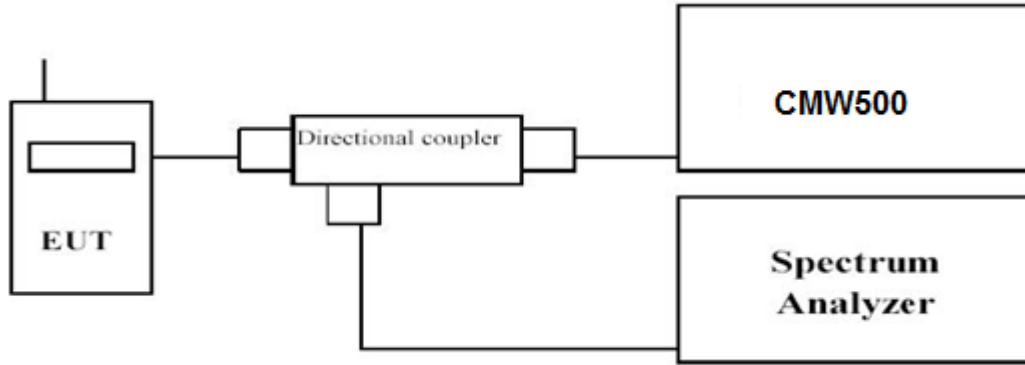 EUT
Directional coupler
CMW500
Spectrum
Analyzer